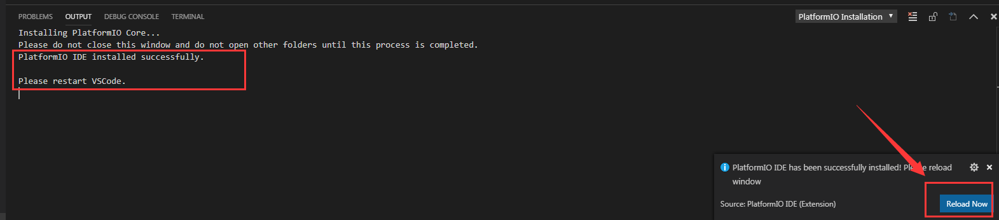 PROBLEMS OUTPUT DEBUG CONSOLE TERMINAL PlatformIO Installation
Installing PlatformIO Core...
Please do not close this window and do not open other folders until this process is completed.
PlatformIO IDE installed successfully.
Please restart VSCode.
PlatformIO IDE has been successfully installed! Please reload
window
Source: PlatformIO IDE (Extension) Reload Now